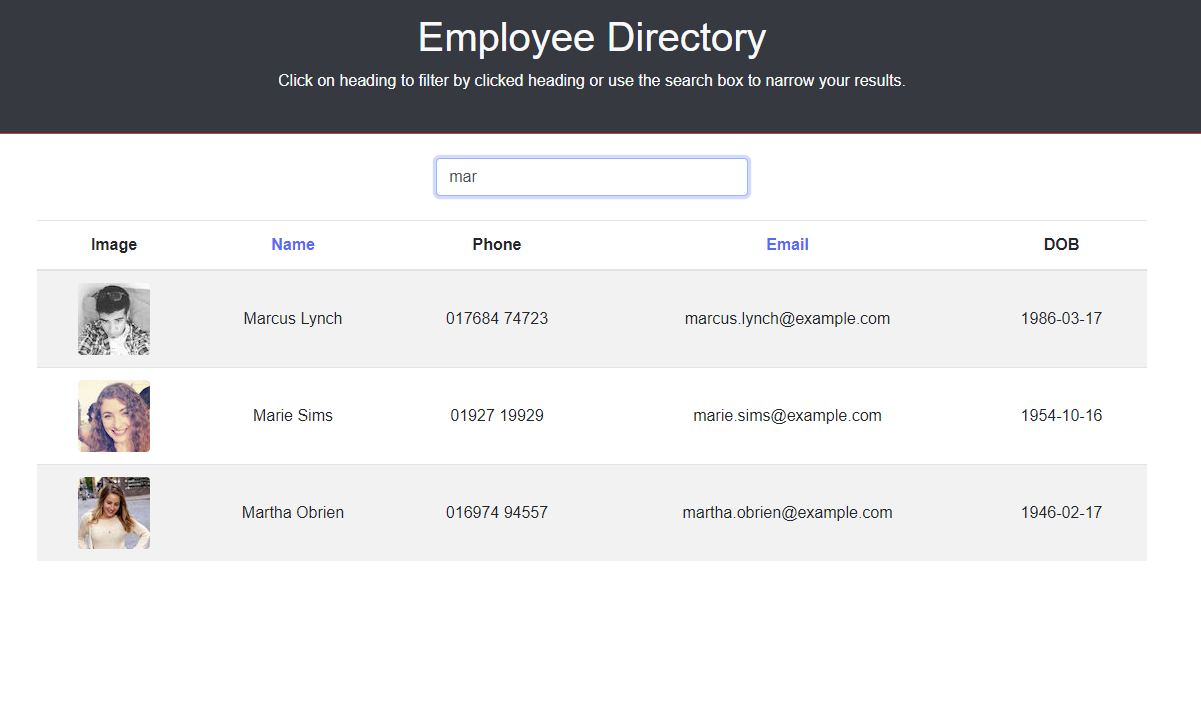 Employee Directory
Click on heading to filter by clicked heading or use the search box to narrow your results.
mar
Image Name Phone Email DOB
Marcus Lynch 017684 74723 marcus.lynch@example.com 1986-03-17
Marie Sims 01927 19929 marie.sims@example.com 1954-10-16
Martha Obrien 016974 94557 martha.obrien@example.com 1946-02-17